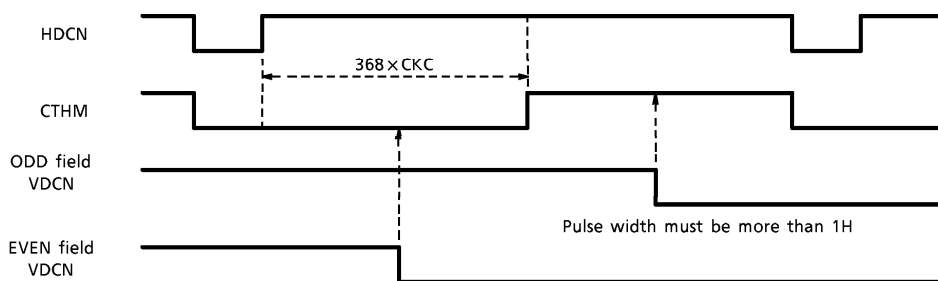 HDCN
368×CKC
CTHM
ODD field
VDCN
Pulse width must be more than 1H
EVEN field
VDCN